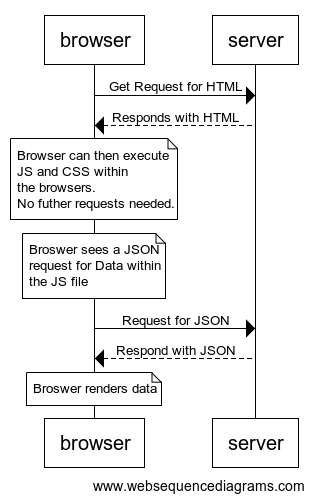 browser
server
Get Request for HTML
Responds with HTML
Browser can then execute
JS and CSS within
the browsers.
No futher requests needed.
Broswer sees a JSON
request for Data within
the JS file
Request for JSON
Respond with JSON
Broswer renders data
browser
server
www.websequencediagrams.com